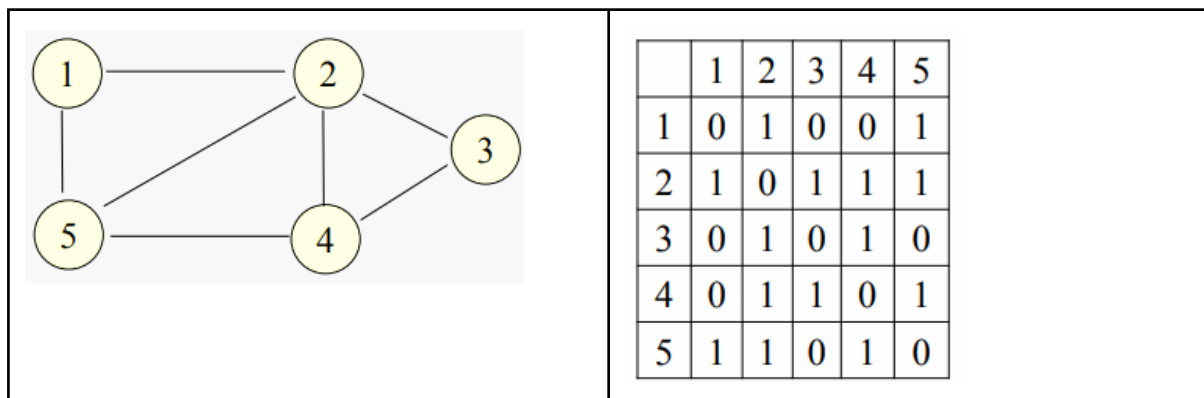 1 2
3
5 4
1 2 3 4 5
1 0 1 0 0 1
2 1 0 1 1 1
3 0 1 0 1 0
4 0 1 1 0 1
5 1 1 0 1 0